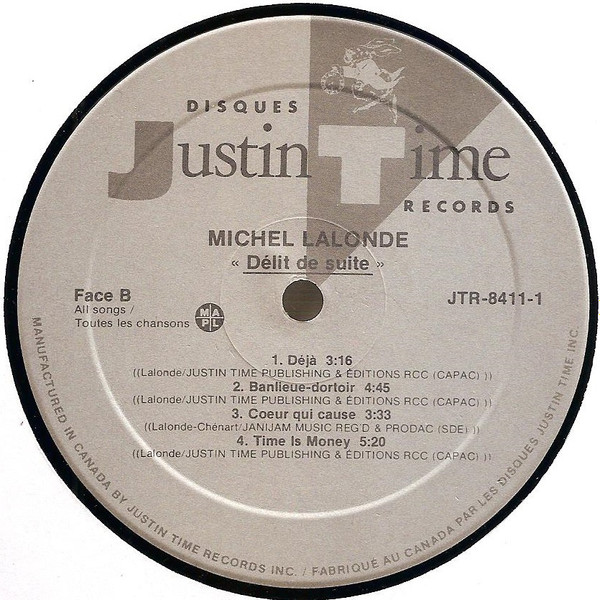 DISQUES
Justin Time
RECORDS
MICHEL LALONDE
« Délit de suite »
Face B
All songs /
Toutes les chansons
MAPL
JTR-8411-1
1. Déjà 3:16
((Lalonde/JUSTIN TIME PUBLISHING & ÉDITIONS RCC (CAPAC) ))
2. Banlieue-dortoir 4:45
((Lalonde/JUSTIN TIME PUBLISHING & ÉDITIONS RCC (CAPAC) ))
3. Coeur qui cause 3:33
((Lalonde-Chénart/JANIJAM MUSIC REG'D & PRODAC (SDE) ))
4. Time Is Money 5:20
((Lalonde/JUSTIN TIME PUBLISHING & ÉDITIONS RCC (CAPAC) ))
MANUFACTURED IN CANADA BY JUSTIN TIME RECORDS INC. / FABRIQUÉ AU CANADA PAR LES DISQUES JUSTIN TIME INC.